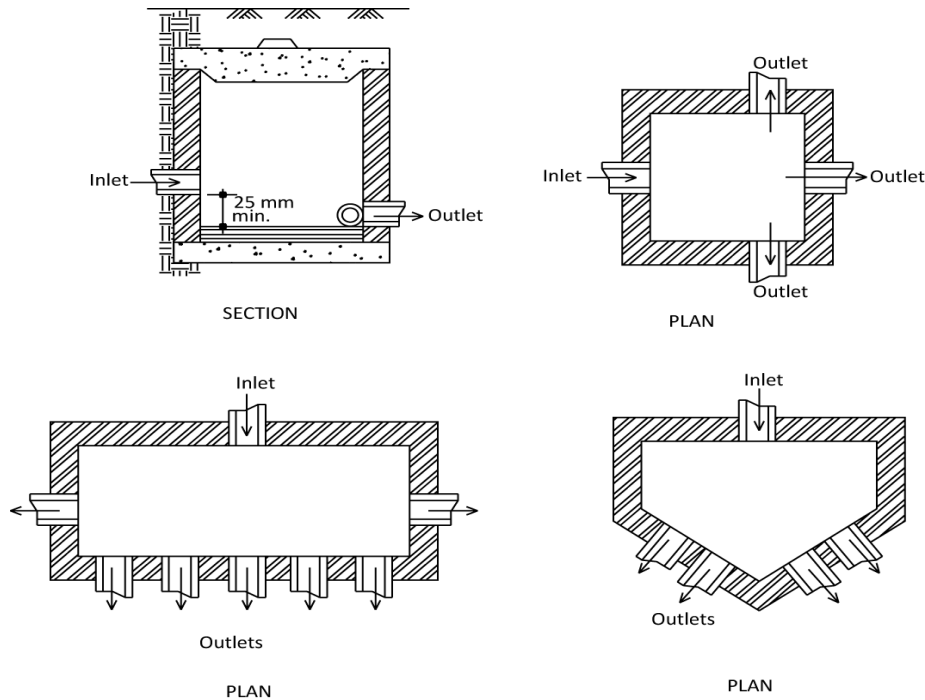 Inlet
25 mm
min.
Outlet
SECTION
Outlet
Inlet
Outlet
Outlet
PLAN
Inlet
Outlets
PLAN
Inlet
Outlets
PLAN